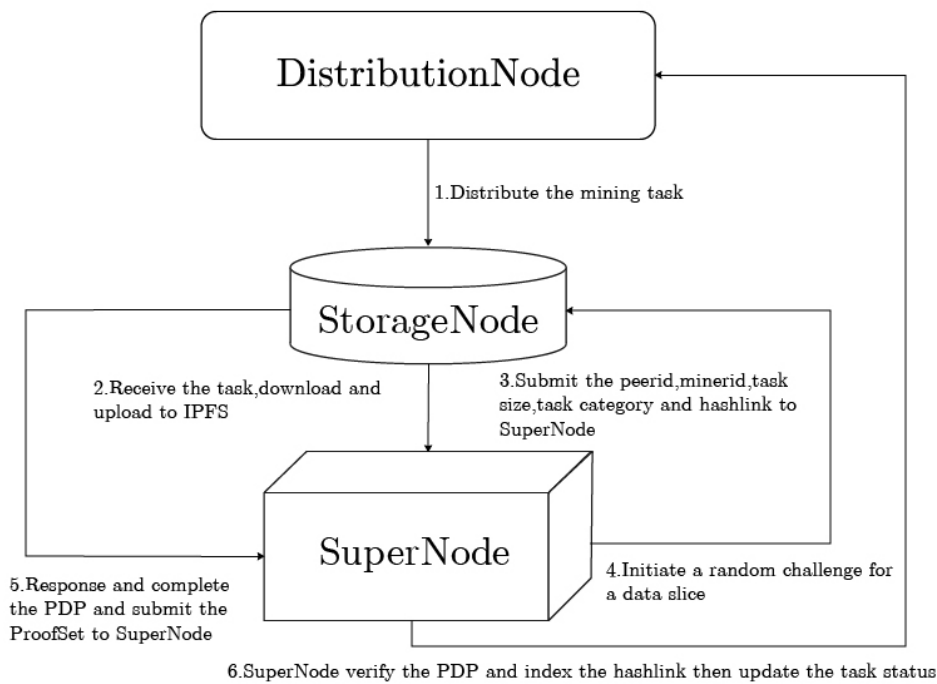 DistributionNode
1.Distribute the mining task
StorageNode
2.Receive the task,download and
upload to IPFS
3.Submit the peerid,minerid,task
size,task category and hashlink to
SuperNode
SuperNode
4.Initiate a random challenge for
a data slice
5.Response and complete
the PDP and submit the
ProofSet to SuperNode
6.SuperNode verify the PDP and index the hashlink then update the task status